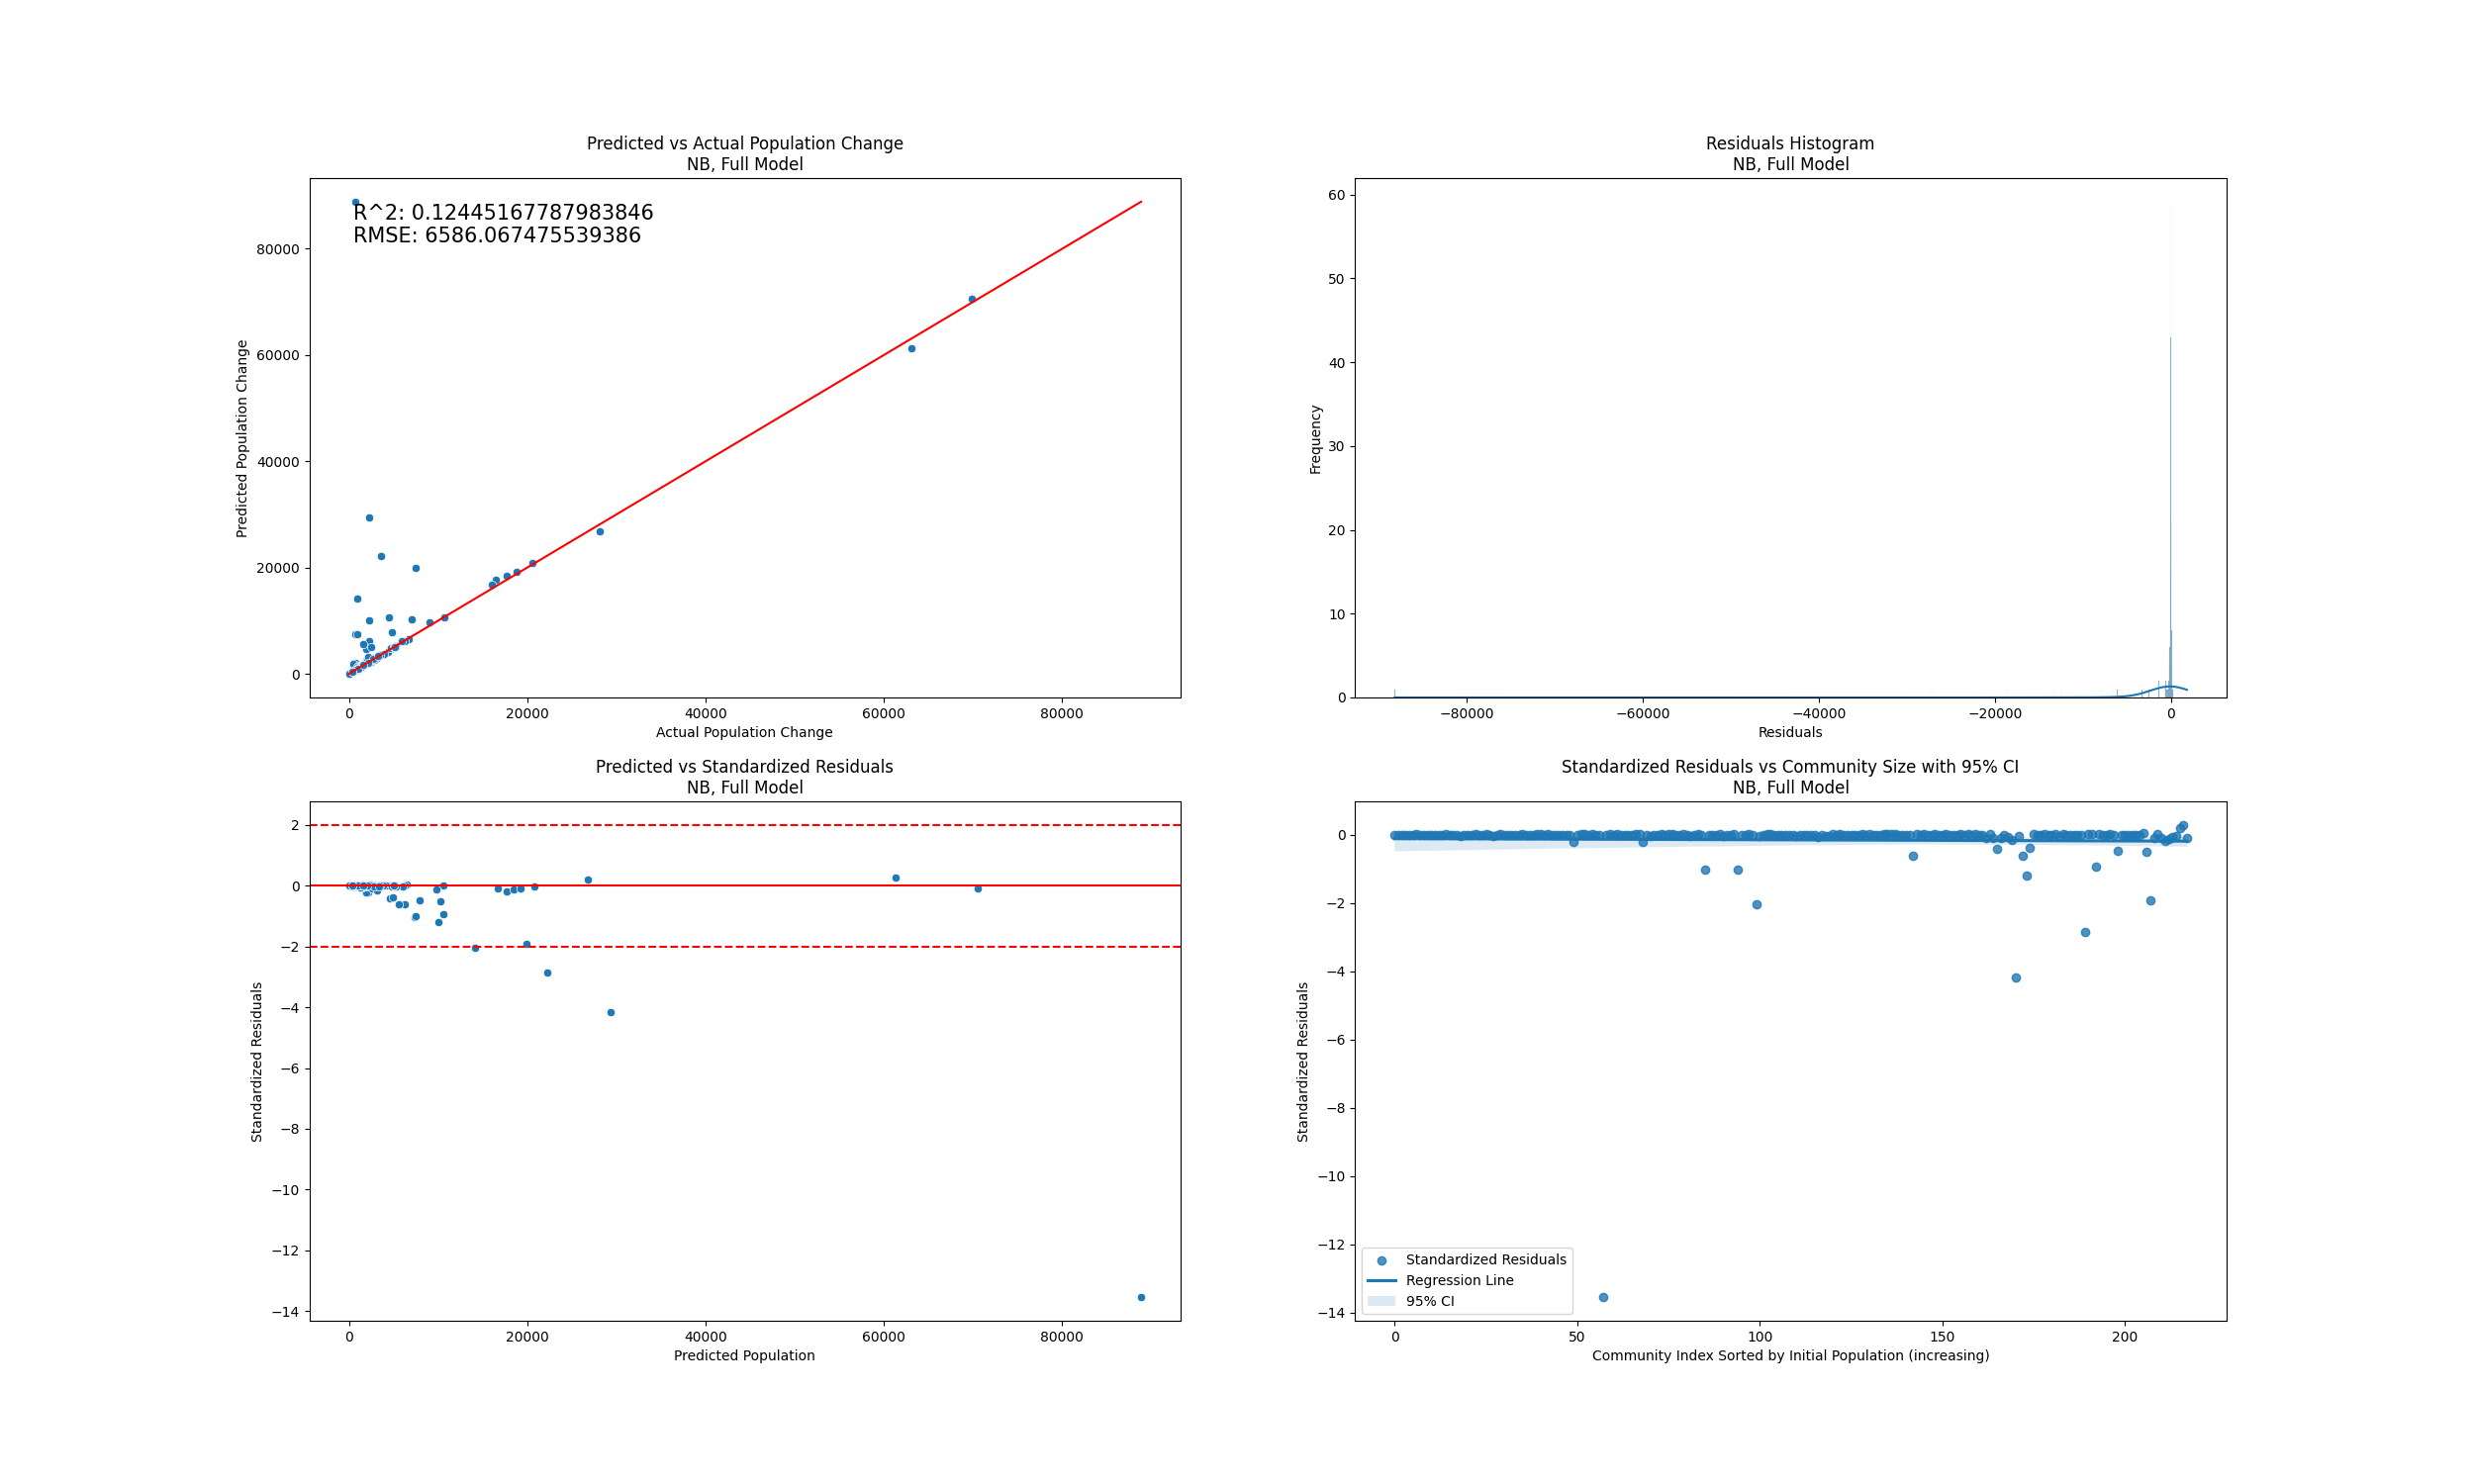 Predicted vs Actual Population Change
NB, Full Model
R^2: 0.12445167787983846
RMSE: 6586.067475539386
80000
60000
40000
20000
0
Predicted Population Change
0
20000
40000
60000
80000
Actual Population Change
Residuals Histogram
NB, Full Model
60
50
40
30
20
10
0
Frequency
−80000
−60000
−40000
−20000
0
Residuals
Predicted vs Standardized Residuals
NB, Full Model
2
0
−2
−4
−6
−8
−10
−12
−14
Standardized Residuals
0
20000
40000
60000
80000
Predicted Population
Standardized Residuals vs Community Size with 95% CI
NB, Full Model
0
−2
−4
−6
−8
−10
−12
−14
Standardized Residuals
Standardized Residuals
Regression Line
95% CI
0
50
100
150
200
Community Index Sorted by Initial Population (increasing)